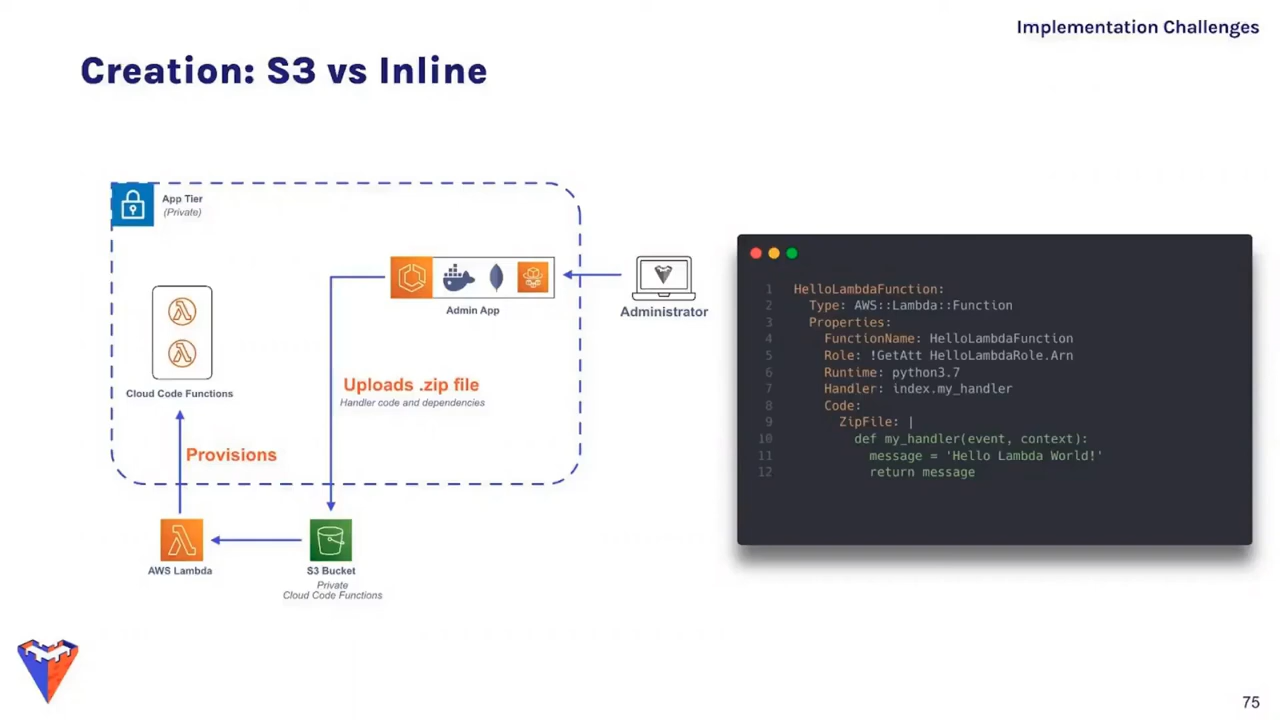 Implementation Challenges
Creation: S3 vs Inline
App Tier
(Private)
Admin App
Administrator
Cloud Code Functions
Uploads .zip file
Handler code and dependencies
Provisions
AWS Lambda
S3 Bucket
Private
Cloud Code Functions
1 HelloLambdaFunction:
2 Type: AWS::Lambda::Function
3 Properties:
4 FunctionName: HelloLambdaFunction
5 Role: !GetAtt HelloLambdaRole.Arn
6 Runtime: python3.7
7 Handler: index.my_handler
8 Code:
9 ZipFile: |
10 def my_handler(event, context):
11 message = 'Hello Lambda World!'
12 return message
75